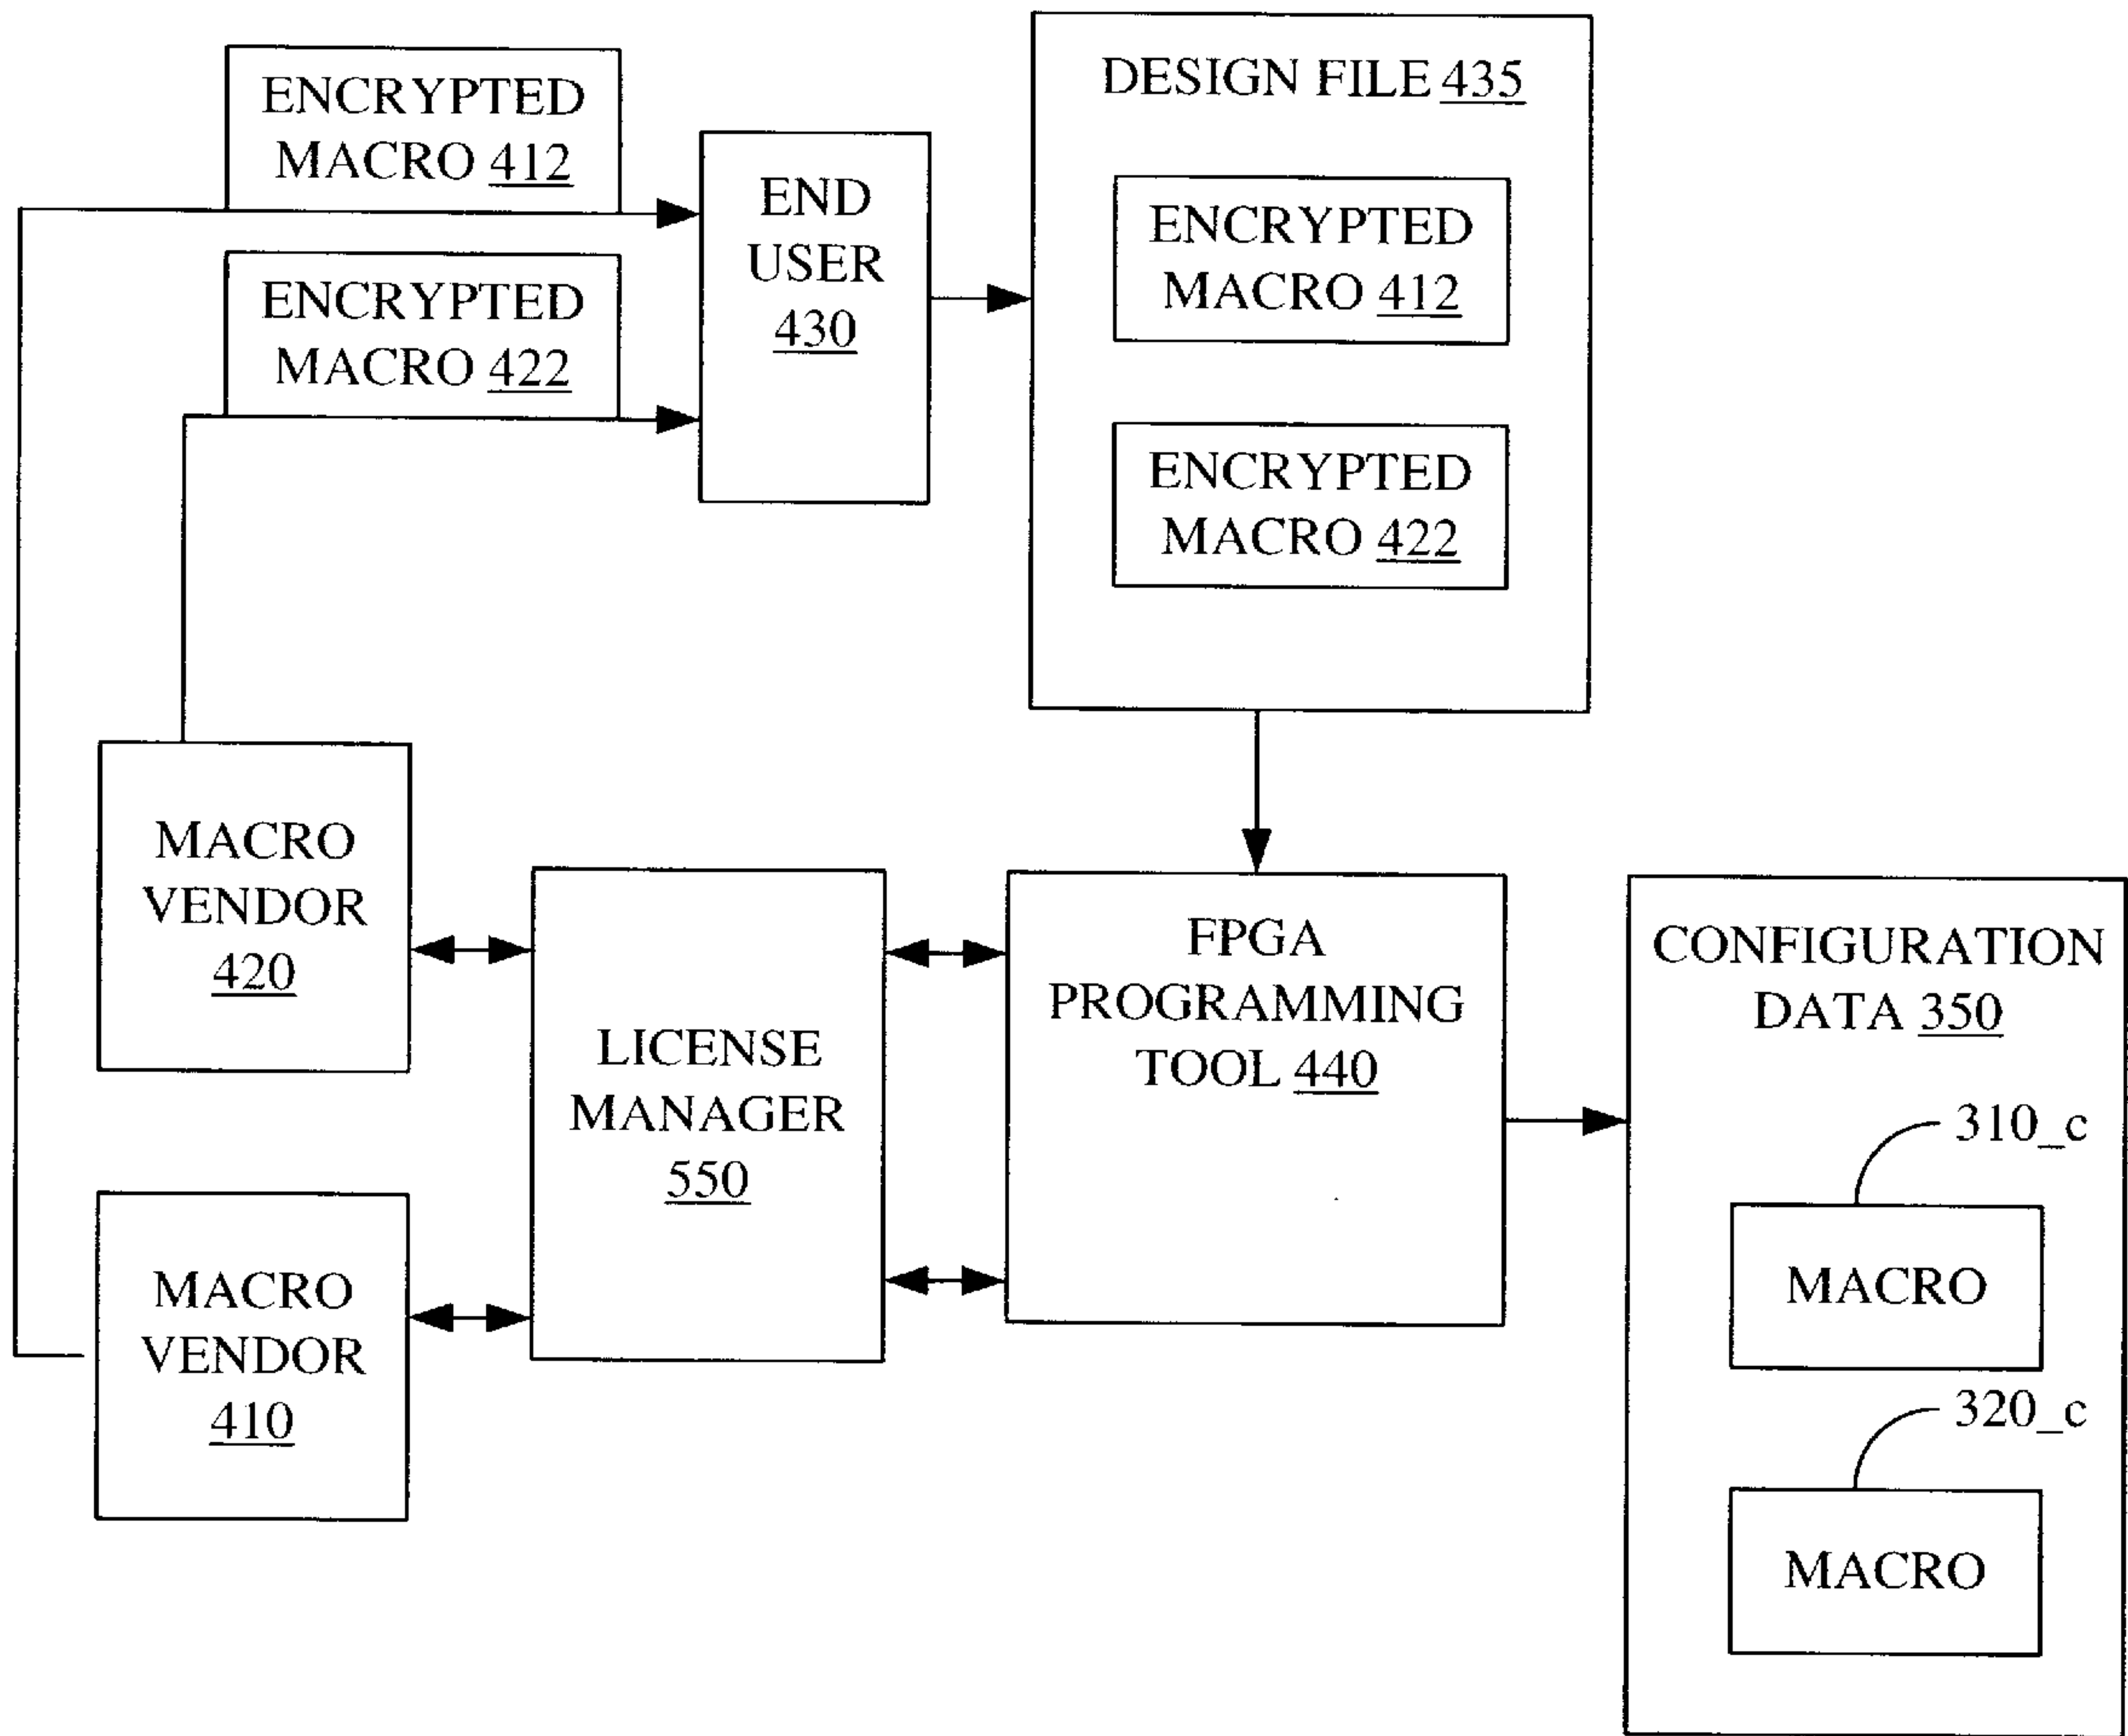 ENCRYPTED
MACRO 412
ENCRYPTED
MACRO 422
END
USER
430
DESIGN FILE 435
ENCRYPTED
MACRO 412
ENCRYPTED
MACRO 422
MACRO
VENDOR
420
MACRO
VENDOR
410
LICENSE
MANAGER
550
FPGA
PROGRAMMING
TOOL 440
CONFIGURATION
DATA 350
310_c
MACRO
320_c
MACRO